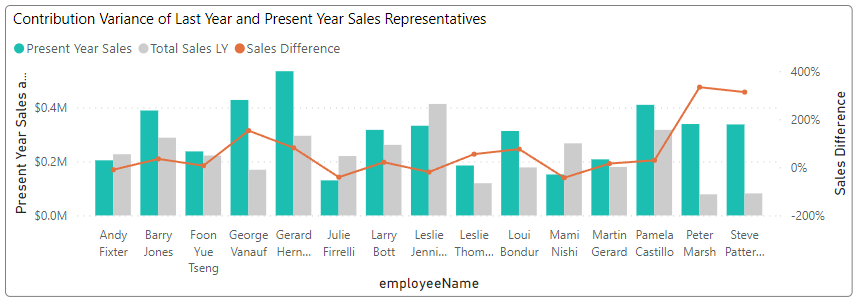 Contribution Variance of Last Year and Present Year Sales Representatives
Present Year Sales Total Sales LY Sales Difference
Present Year Sales a...
$0.4M
$0.2M
$0.0M
400%
200%
0%
-200%
Sales Difference
Andy Fixter
Barry Jones
Foon Yue Tseng
George Vanauf
Gerard Hern...
Julie Firrelli
Larry Bott
Leslie Jenni...
Leslie Thom...
Loui Bondur
Mami Nishi
Martin Gerard
Pamela Castillo
Peter Marsh
Steve Patter...
employeeName